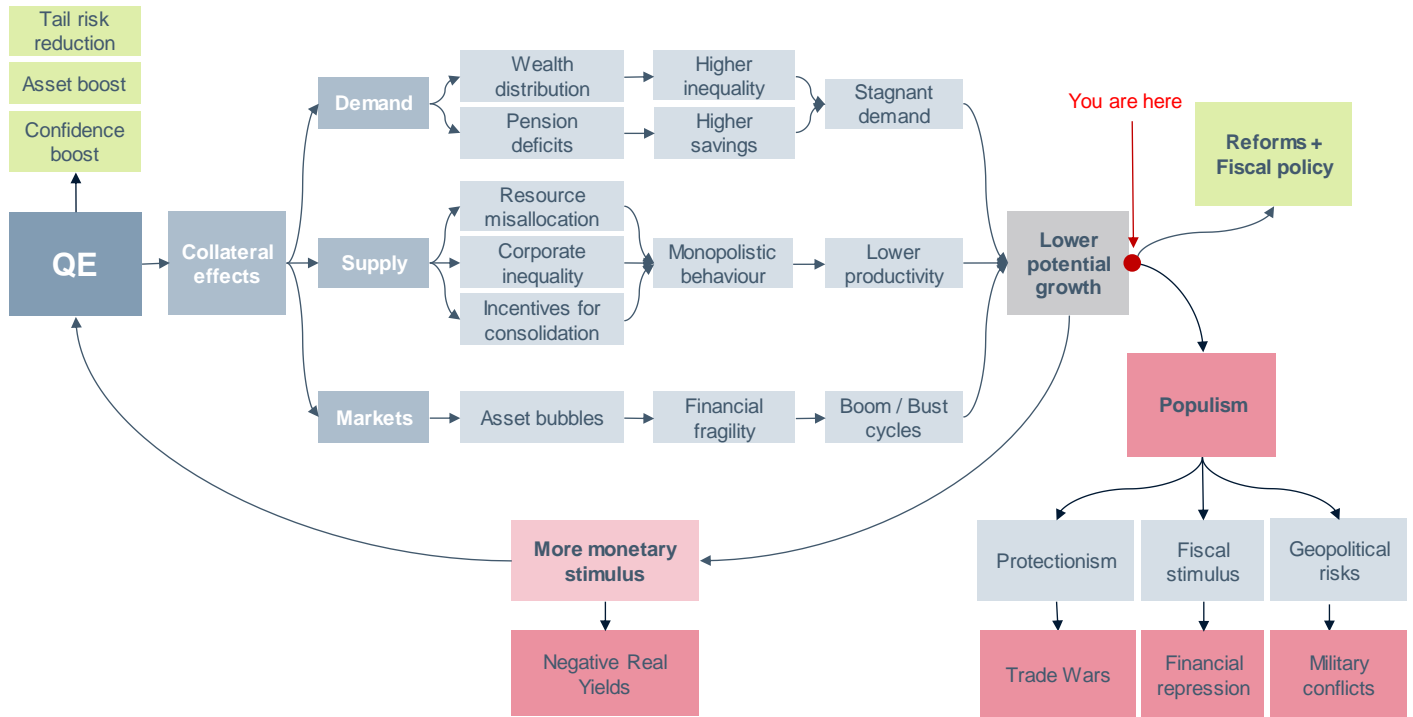 Tail risk
reduction
Asset boost
Confidence
boost
QE
Collateral
effects
Demand
Supply
Markets
Wealth
distribution
Pension
deficits
Resource
misallocation
Corporate
inequality
Incentives for
consolidation
Asset bubbles
Higher
inequality
Higher
savings
Monopolistic
behaviour
Financial
fragility
Stagnant
demand
Lower
productivity
Boom / Bust
cycles
You are here
Lower
potential
growth
Reforms +
Fiscal policy
Populism
More monetary
stimulus
Negative Real
Yields
Protectionism
Fiscal
stimulus
Geopolitical
risks
Trade Wars
Financial
repression
Military
conflicts